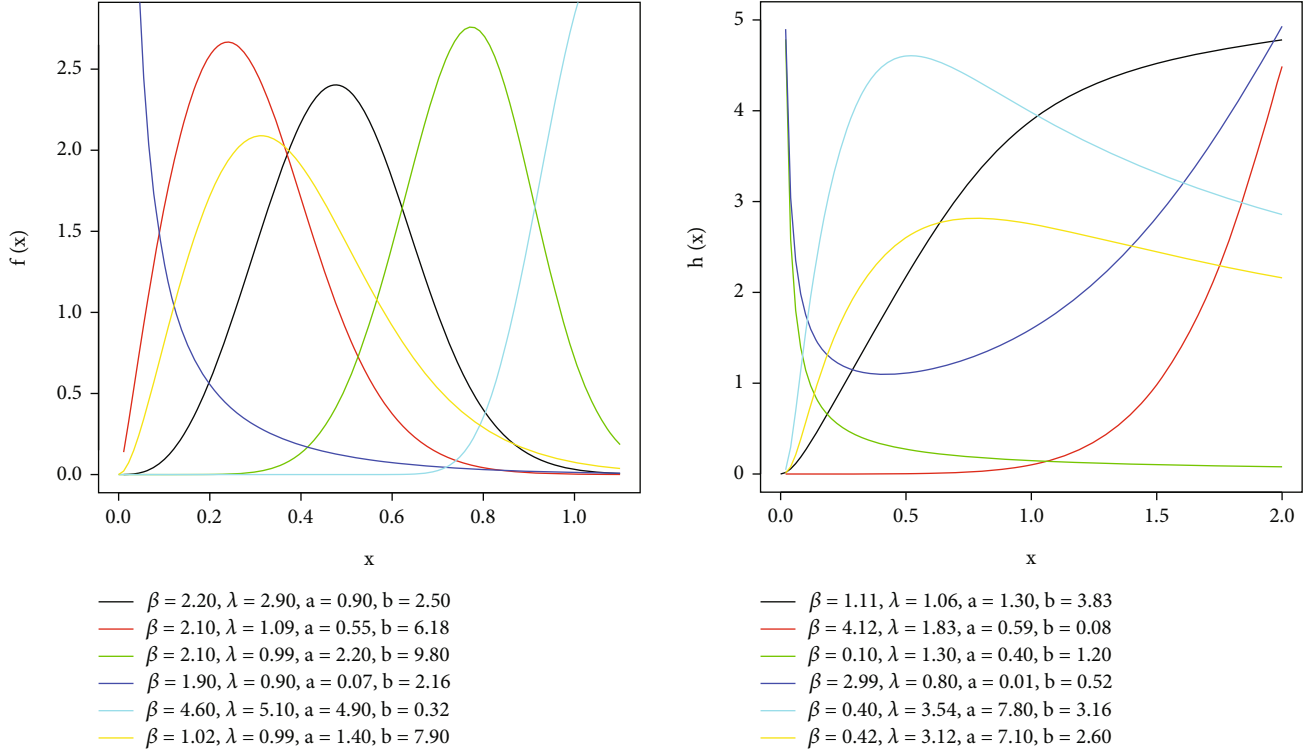 f (x)
2.5
2.0
1.5
1.0
0.5
0.0
0.0 0.2 0.4 0.6 0.8 1.0
x
β = 2.20, λ = 2.90, a = 0.90, b = 2.50
β = 2.10, λ = 1.09, a = 0.55, b = 6.18
β = 2.10, λ = 0.99, a = 2.20, b = 9.80
β = 1.90, λ = 0.90, a = 0.07, b = 2.16
β = 4.60, λ = 5.10, a = 4.90, b = 0.32
β = 1.02, λ = 0.99, a = 1.40, b = 7.90
h (x)
5
4
3
2
1
0
0.0 0.5 1.0 1.5 2.0
x
β = 1.11, λ = 1.06, a = 1.30, b = 3.83
β = 4.12, λ = 1.83, a = 0.59, b = 0.08
β = 0.10, λ = 1.30, a = 0.40, b = 1.20
β = 2.99, λ = 0.80, a = 0.01, b = 0.52
β = 0.40, λ = 3.54, a = 7.80, b = 3.16
β = 0.42, λ = 3.12, a = 7.10, b = 2.60